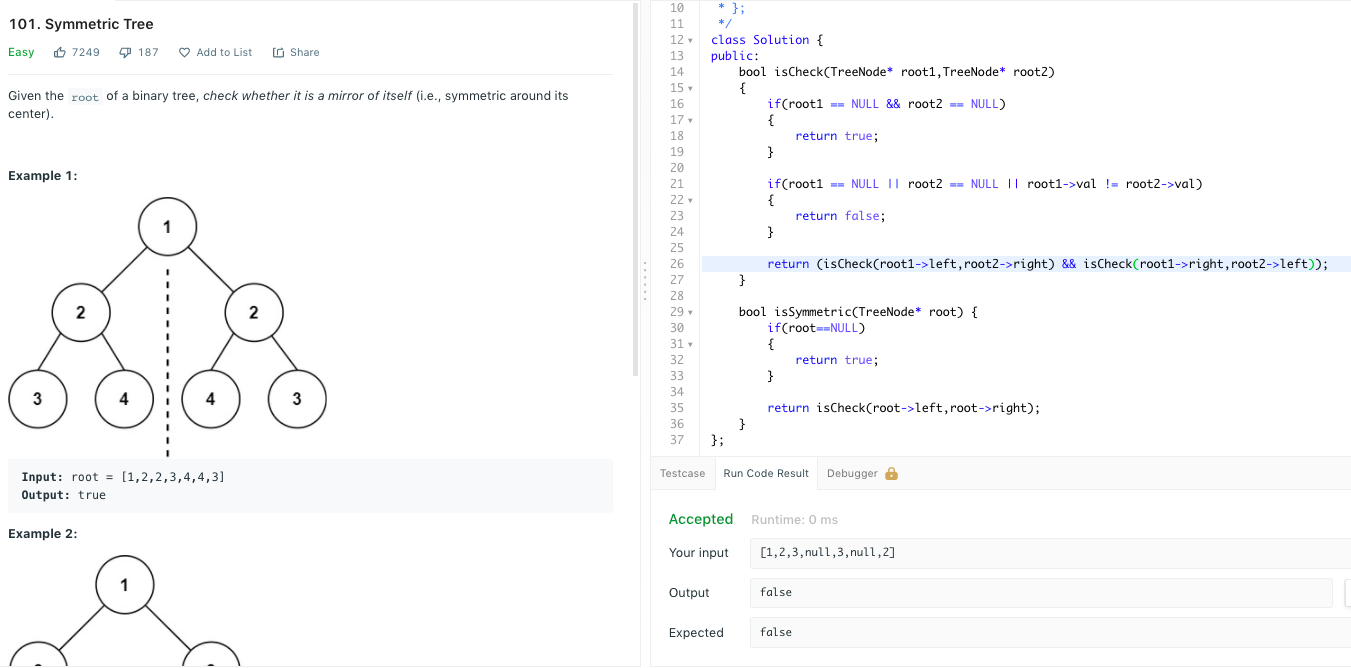 101. Symmetric Tree
Easy 7249 187 Add to List Share
Given the root of a binary tree, check whether it is a mirror of itself (i.e., symmetric around its
center).
Example 1:
1
2 2
3 4 4 3
Input: root = [1,2,2,3,4,4,3]
Output: true
Example 2:
1
10 * };
11 */
12 class Solution {
13 public:
14 bool isCheck(TreeNode* root1,TreeNode* root2)
15 {
16 if(root1 == NULL && root2 == NULL)
17 {
18 return true;
19 }
20
21 if(root1 == NULL || root2 == NULL || root1->val != root2->val)
22 {
23 return false;
24 }
25
26 return (isCheck(root1->left,root2->right) && isCheck(root1->right,root2->left));
27 }
28
29 bool isSymmetric(TreeNode* root) {
30 if(root==NULL)
31 {
32 return true;
33 }
34
35 return isCheck(root->left,root->right);
36 }
37 };
Testcase Run Code Result Debugger
Accepted Runtime: 0 ms
Your input [1,2,3,null,3,null,2]
Output false
Expected false